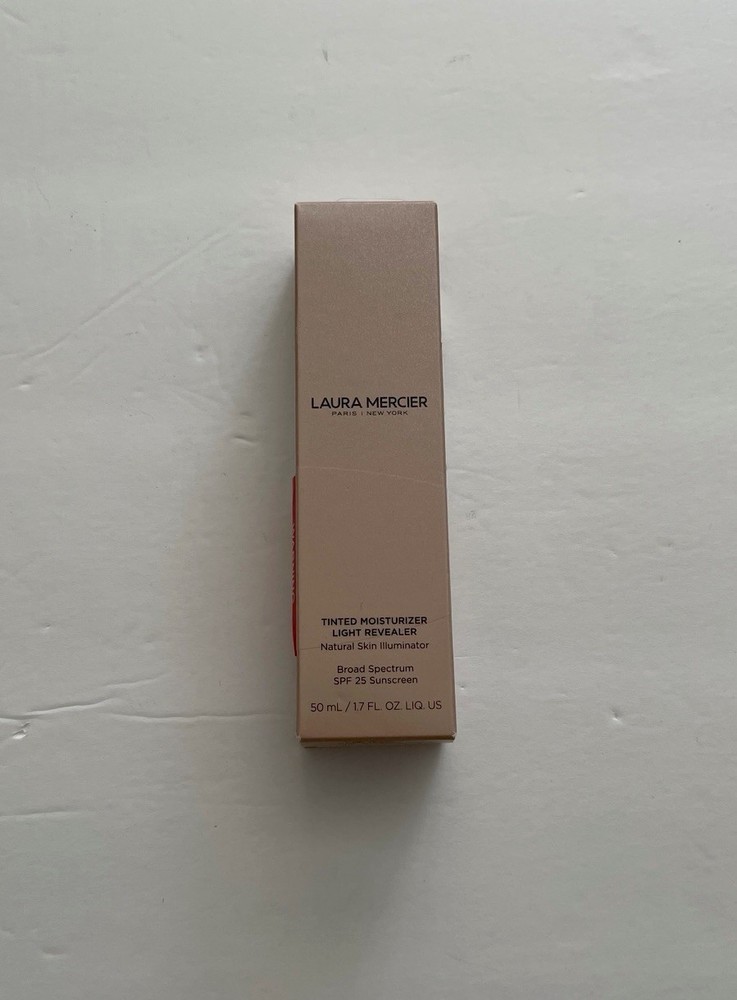 LAURA MERCIER
PARIS | NEW YORK
TINTED MOISTURIZER
LIGHT REVEALER
Natural Skin Illuminator
Broad Spectrum
SPF 25 Sunscreen
50 mL / 1.7 FL. OZ. LIQ. US